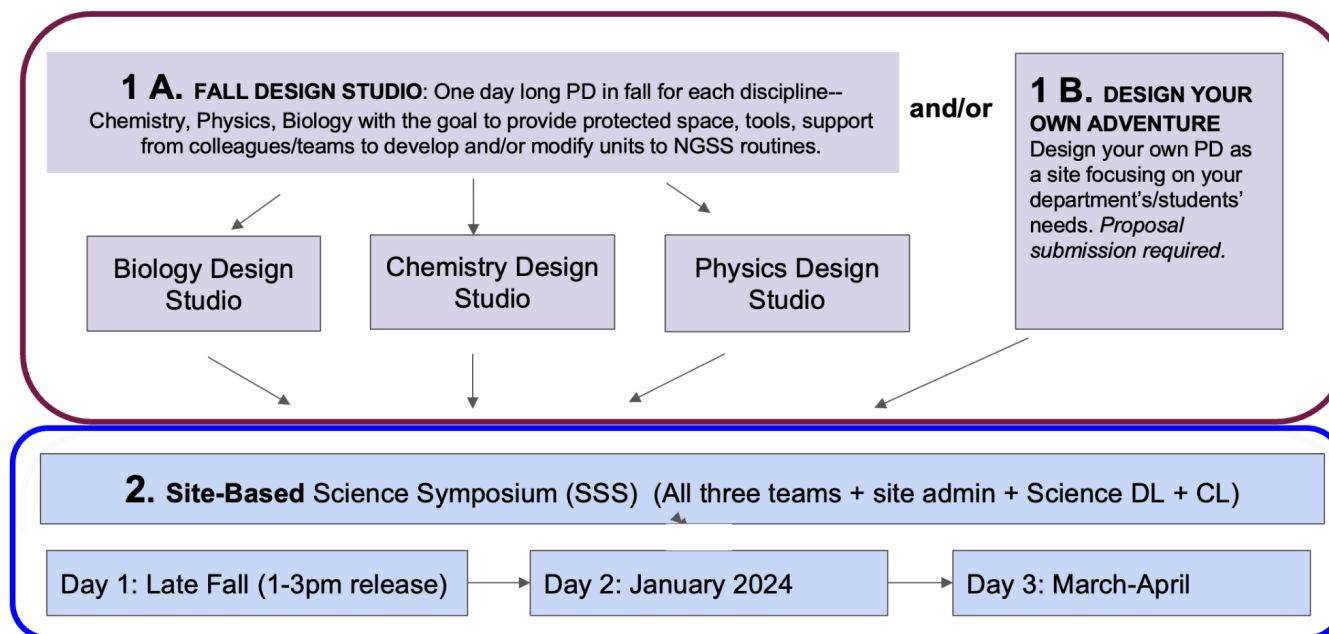 1 A. FALL DESIGN STUDIO: One day long PD in fall for each discipline--
Chemistry, Physics, Biology with the goal to provide protected space, tools, support
from colleagues/teams to develop and/or modify units to NGSS routines.
and/or
1 B. DESIGN YOUR
OWN ADVENTURE
Design your own PD as
a site focusing on your
department’s/students’
needs. Proposal
submission required.
Biology Design
Studio
Chemistry Design
Studio
Physics Design
Studio
2. Site-Based Science Symposium (SSS) (All three teams + site admin + Science DL + CL)
Day 1: Late Fall (1-3pm release)
Day 2: January 2024
Day 3: March-April